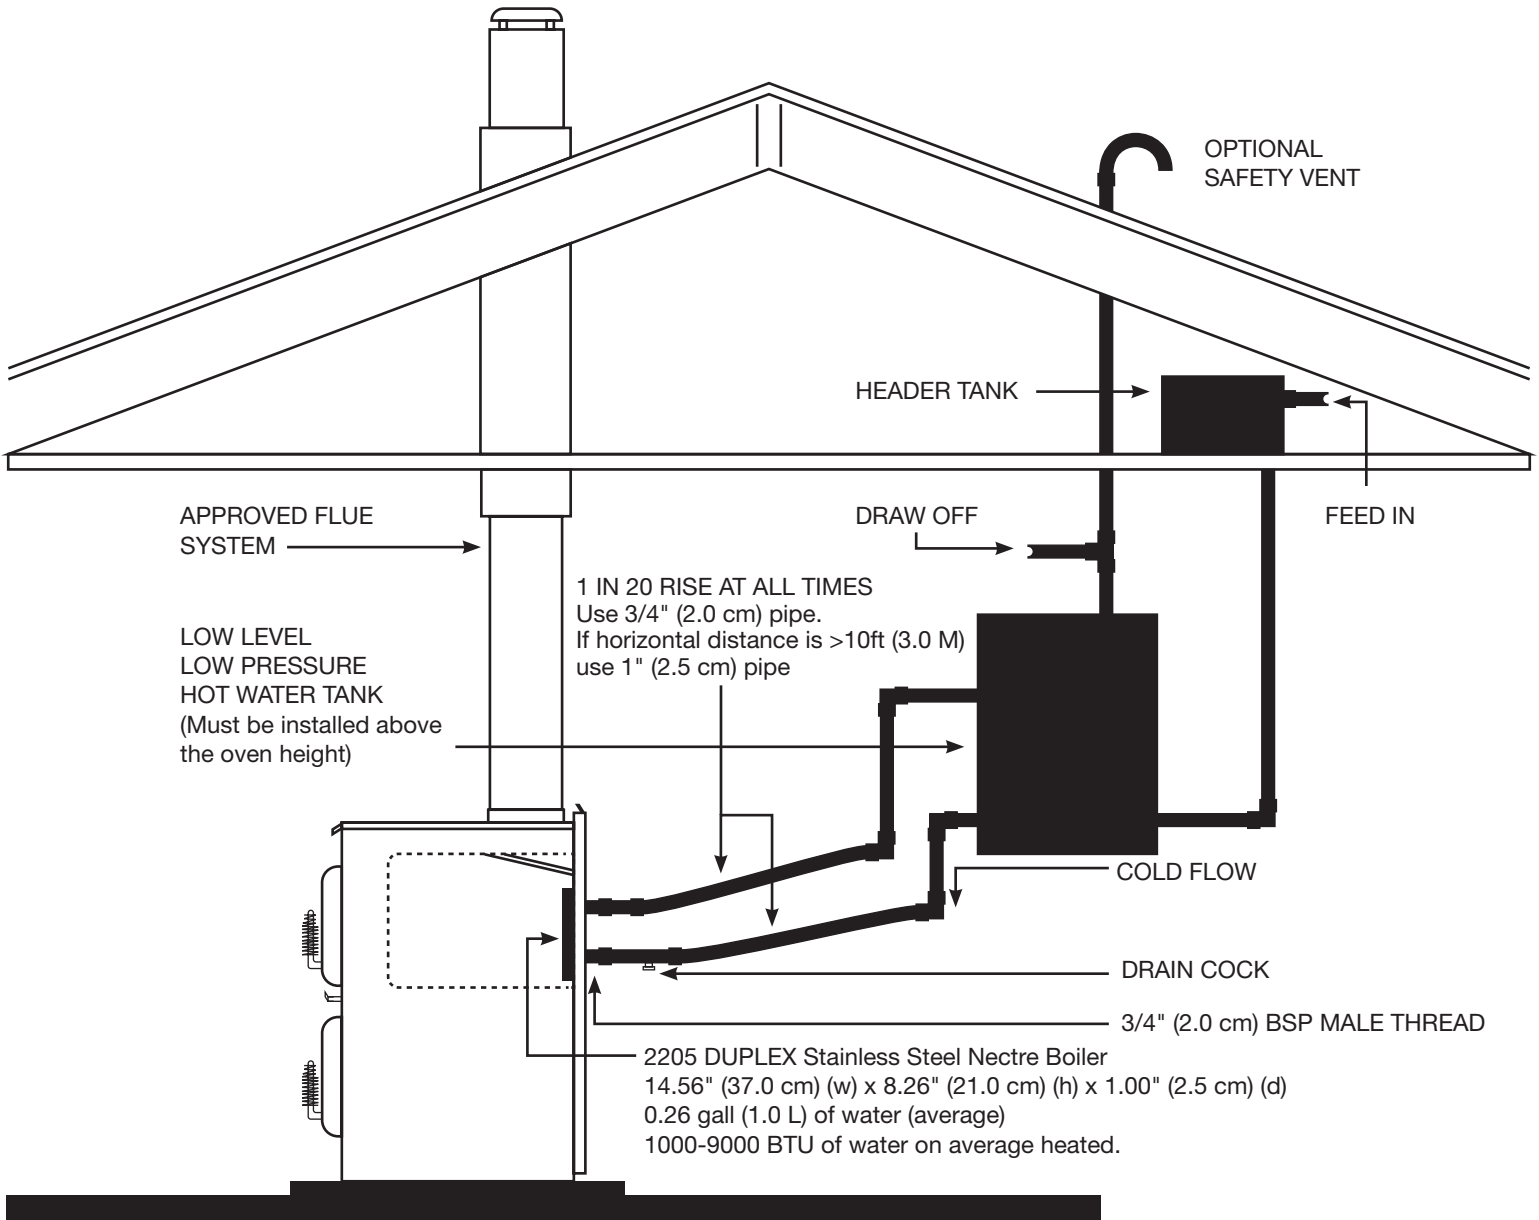 OPTIONAL
SAFETY VENT
HEADER TANK
APPROVED FLUE
SYSTEM
DRAW OFF
FEED IN
1 IN 20 RISE AT ALL TIMES
Use 3/4" (2.0 cm) pipe.
If horizontal distance is >10ft (3.0 M)
use 1" (2.5 cm) pipe
LOW LEVEL
LOW PRESSURE
HOT WATER TANK
(Must be installed above
the oven height)
COLD FLOW
DRAIN COCK
3/4" (2.0 cm) BSP MALE THREAD
2205 DUPLEX Stainless Steel Nectre Boiler
14.56" (37.0 cm) (w) x 8.26" (21.0 cm) (h) x 1.00" (2.5 cm) (d)
0.26 gall (1.0 L) of water (average)
1000-9000 BTU of water on average heated.